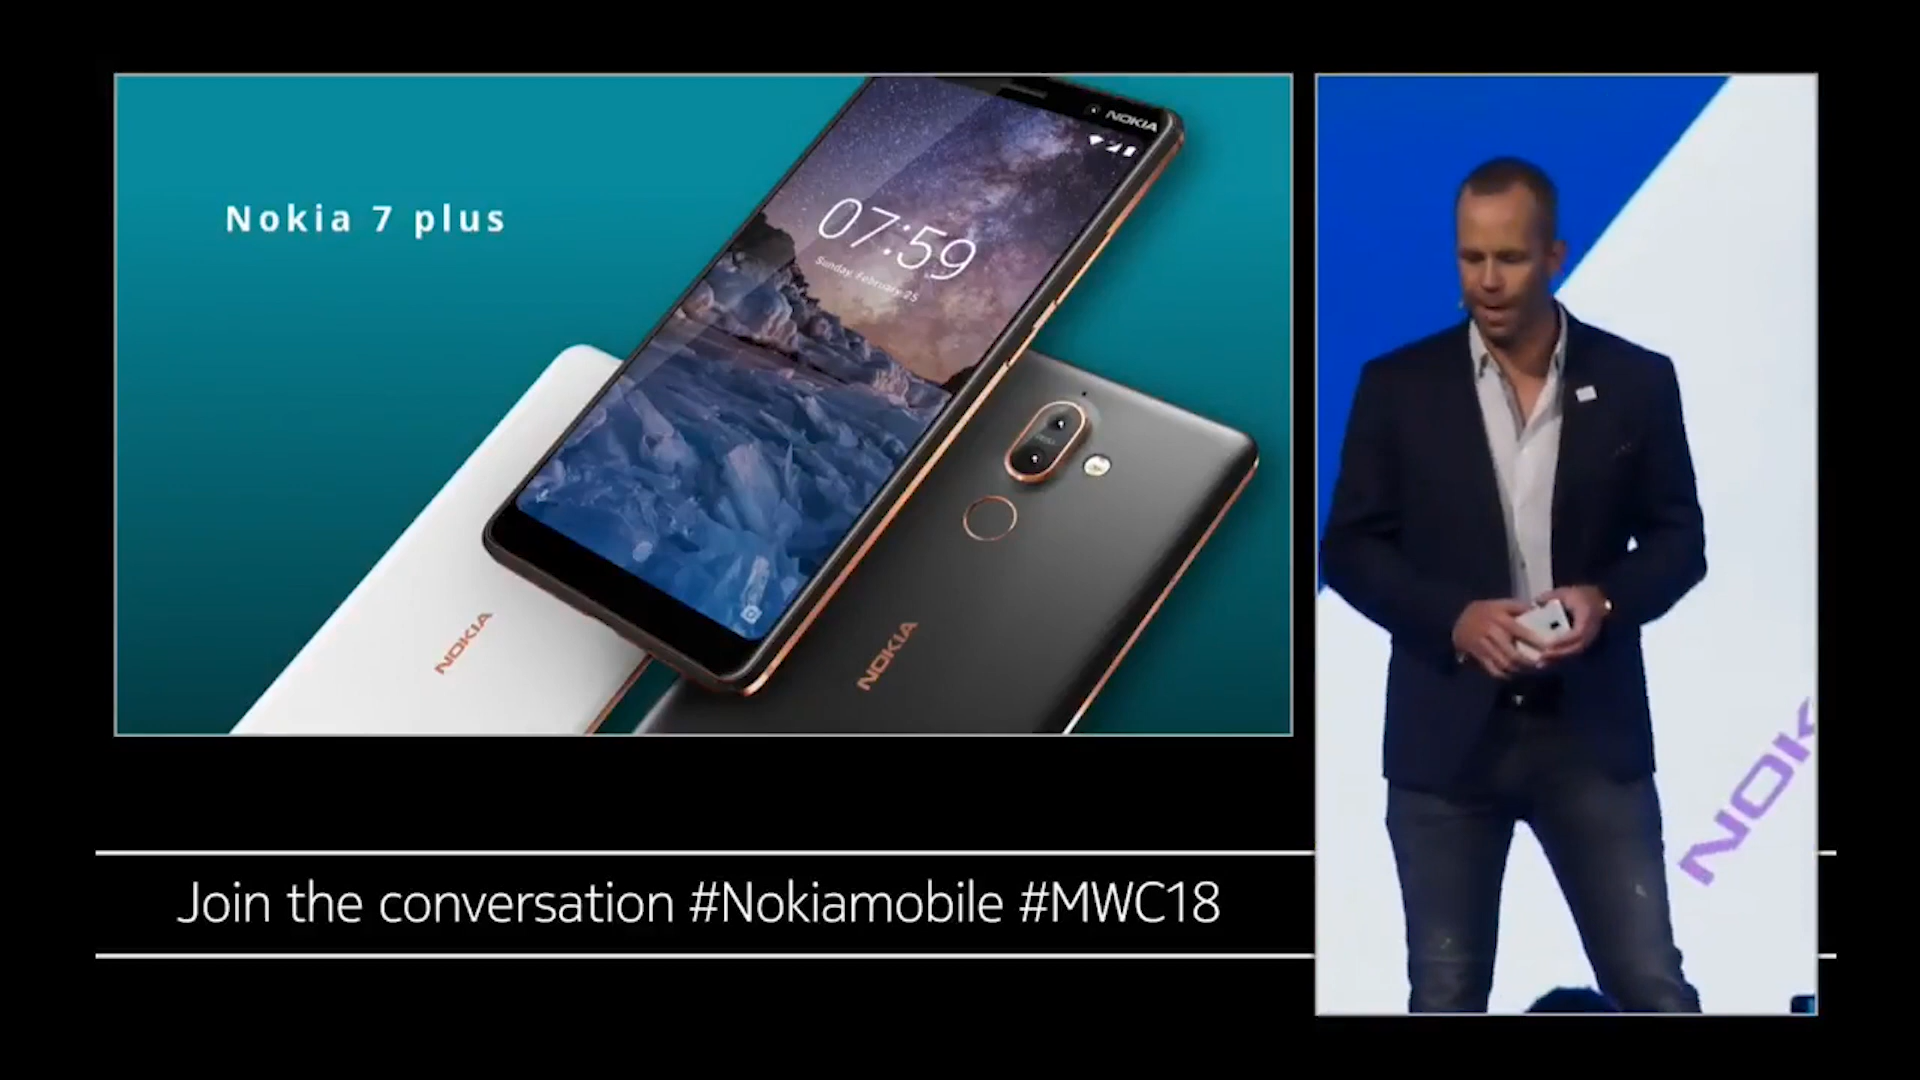 Nokia 7 plus
NOKIA
07:59
Sunday, February 25
NOKIA
NOKIA
NOK
Join the conversation #Nokiamobile #MWC18